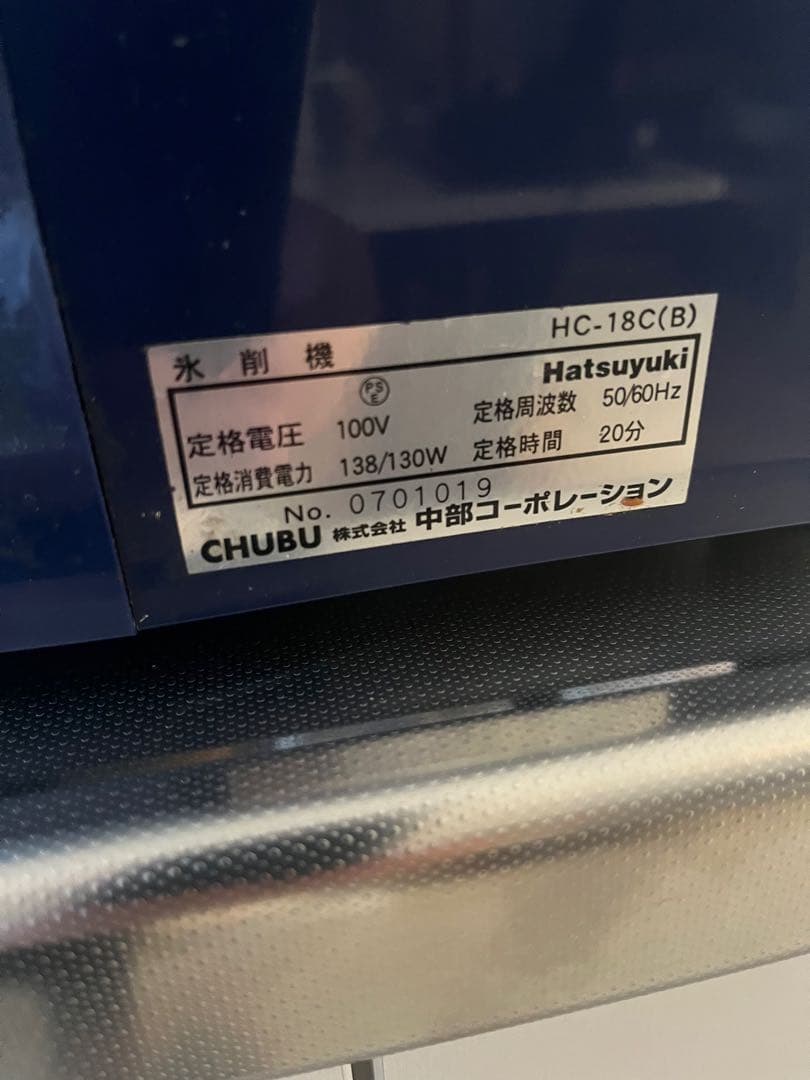 氷削機 HC-18C(B)
PSE Hatsuyuki
定格電圧 100V 定格周波数 50/60Hz
定格消費電力 138/130W 定格時間 20分
No. 0701019
CHUBU 株式会社 中部コーポレーション